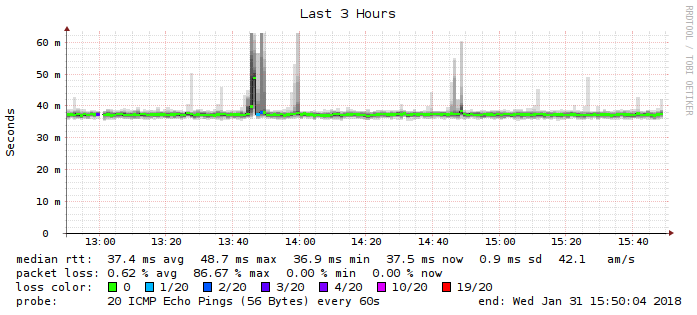 Last 3 Hours
RRDTOOL / TOBI OETIKER
Seconds
60 m
50 m
40 m
30 m
20 m
10 m
0
13:00 13:20 13:40 14:00 14:20 14:40 15:00 15:20 15:40
median rtt: 37.4 ms avg 48.7 ms max 36.9 ms min 37.5 ms now 0.9 ms sd 42.1 am/s
packet loss: 0.62 % avg 86.67 % max 0.00 % min 0.00 % now
loss color: 0 1/20 2/20 3/20 4/20 10/20 19/20
probe: 20 ICMP Echo Pings (56 Bytes) every 60s end: Wed Jan 31 15:50:04 2018